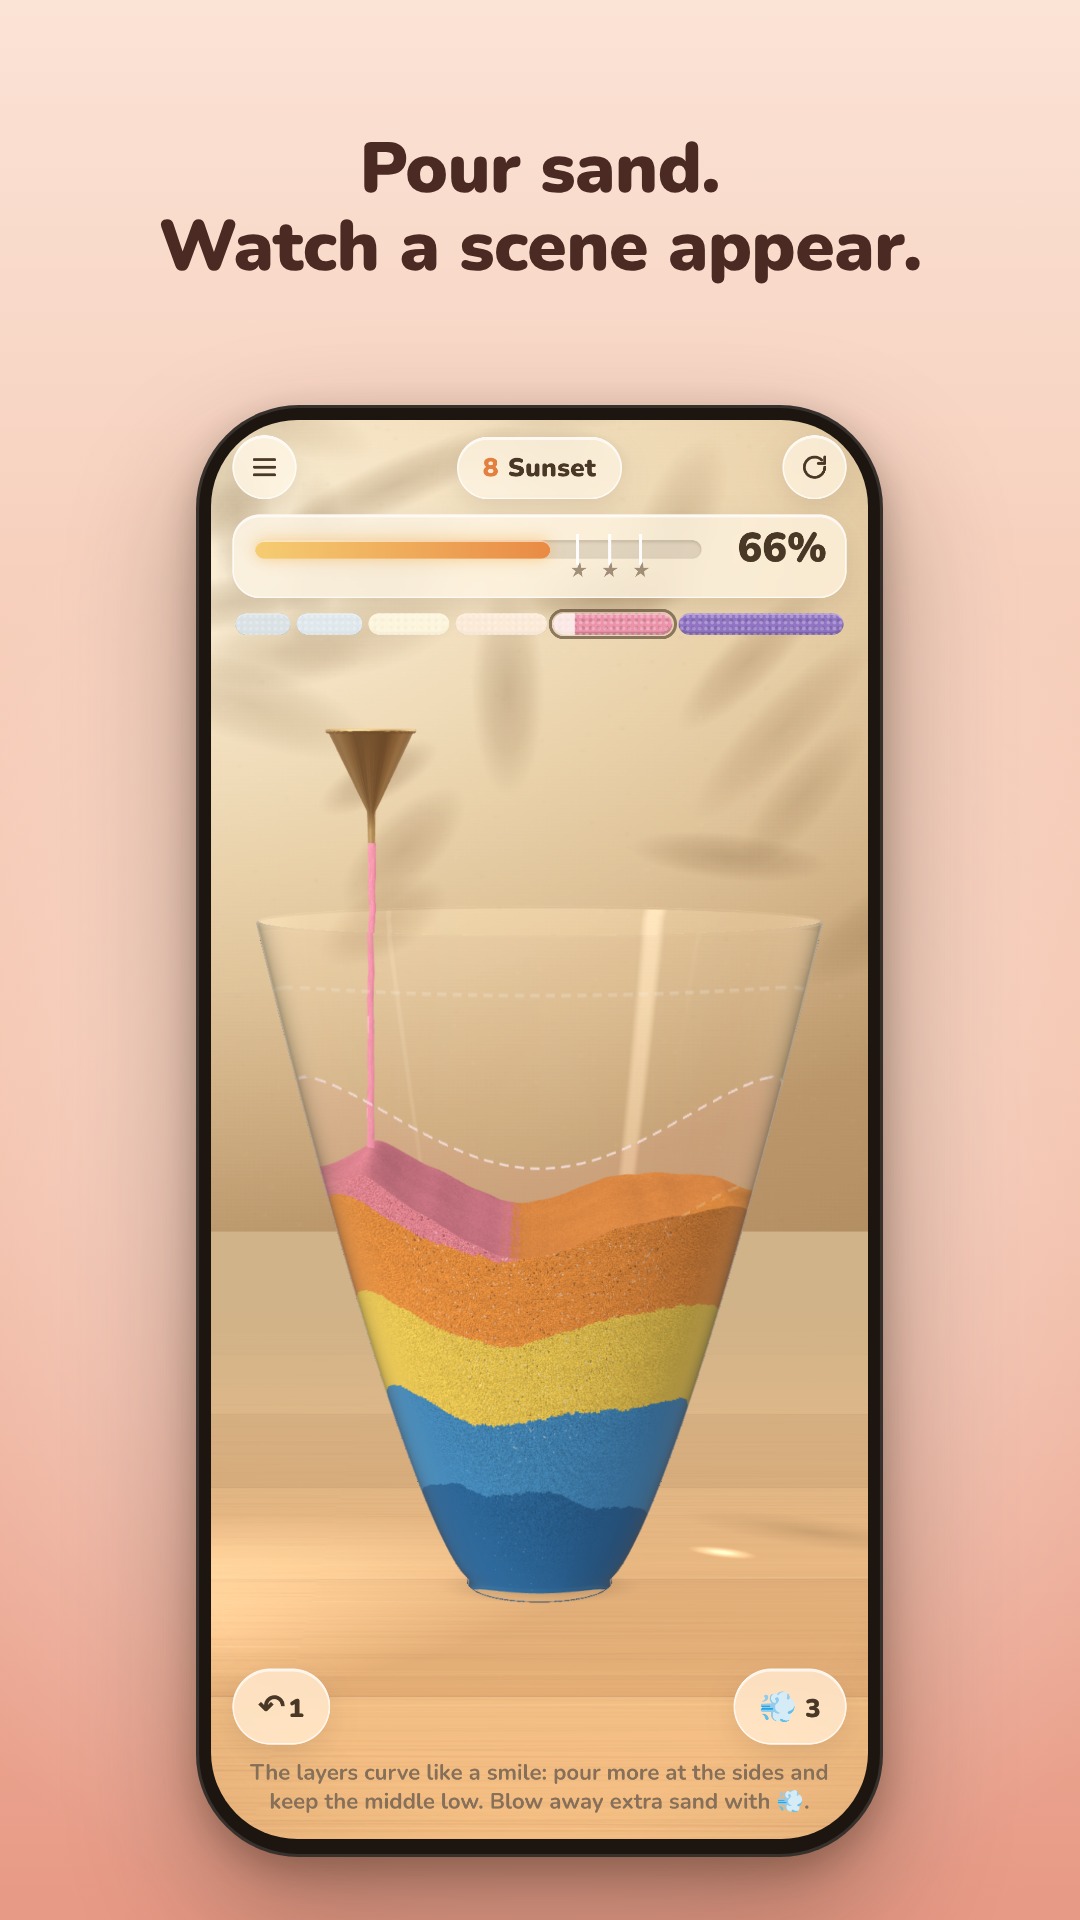 Pour sand.
Watch a scene appear.
8 Sunset
66%
↶1
💨 3
The layers curve like a smile: pour more at the sides and
keep the middle low. Blow away extra sand with 💨.